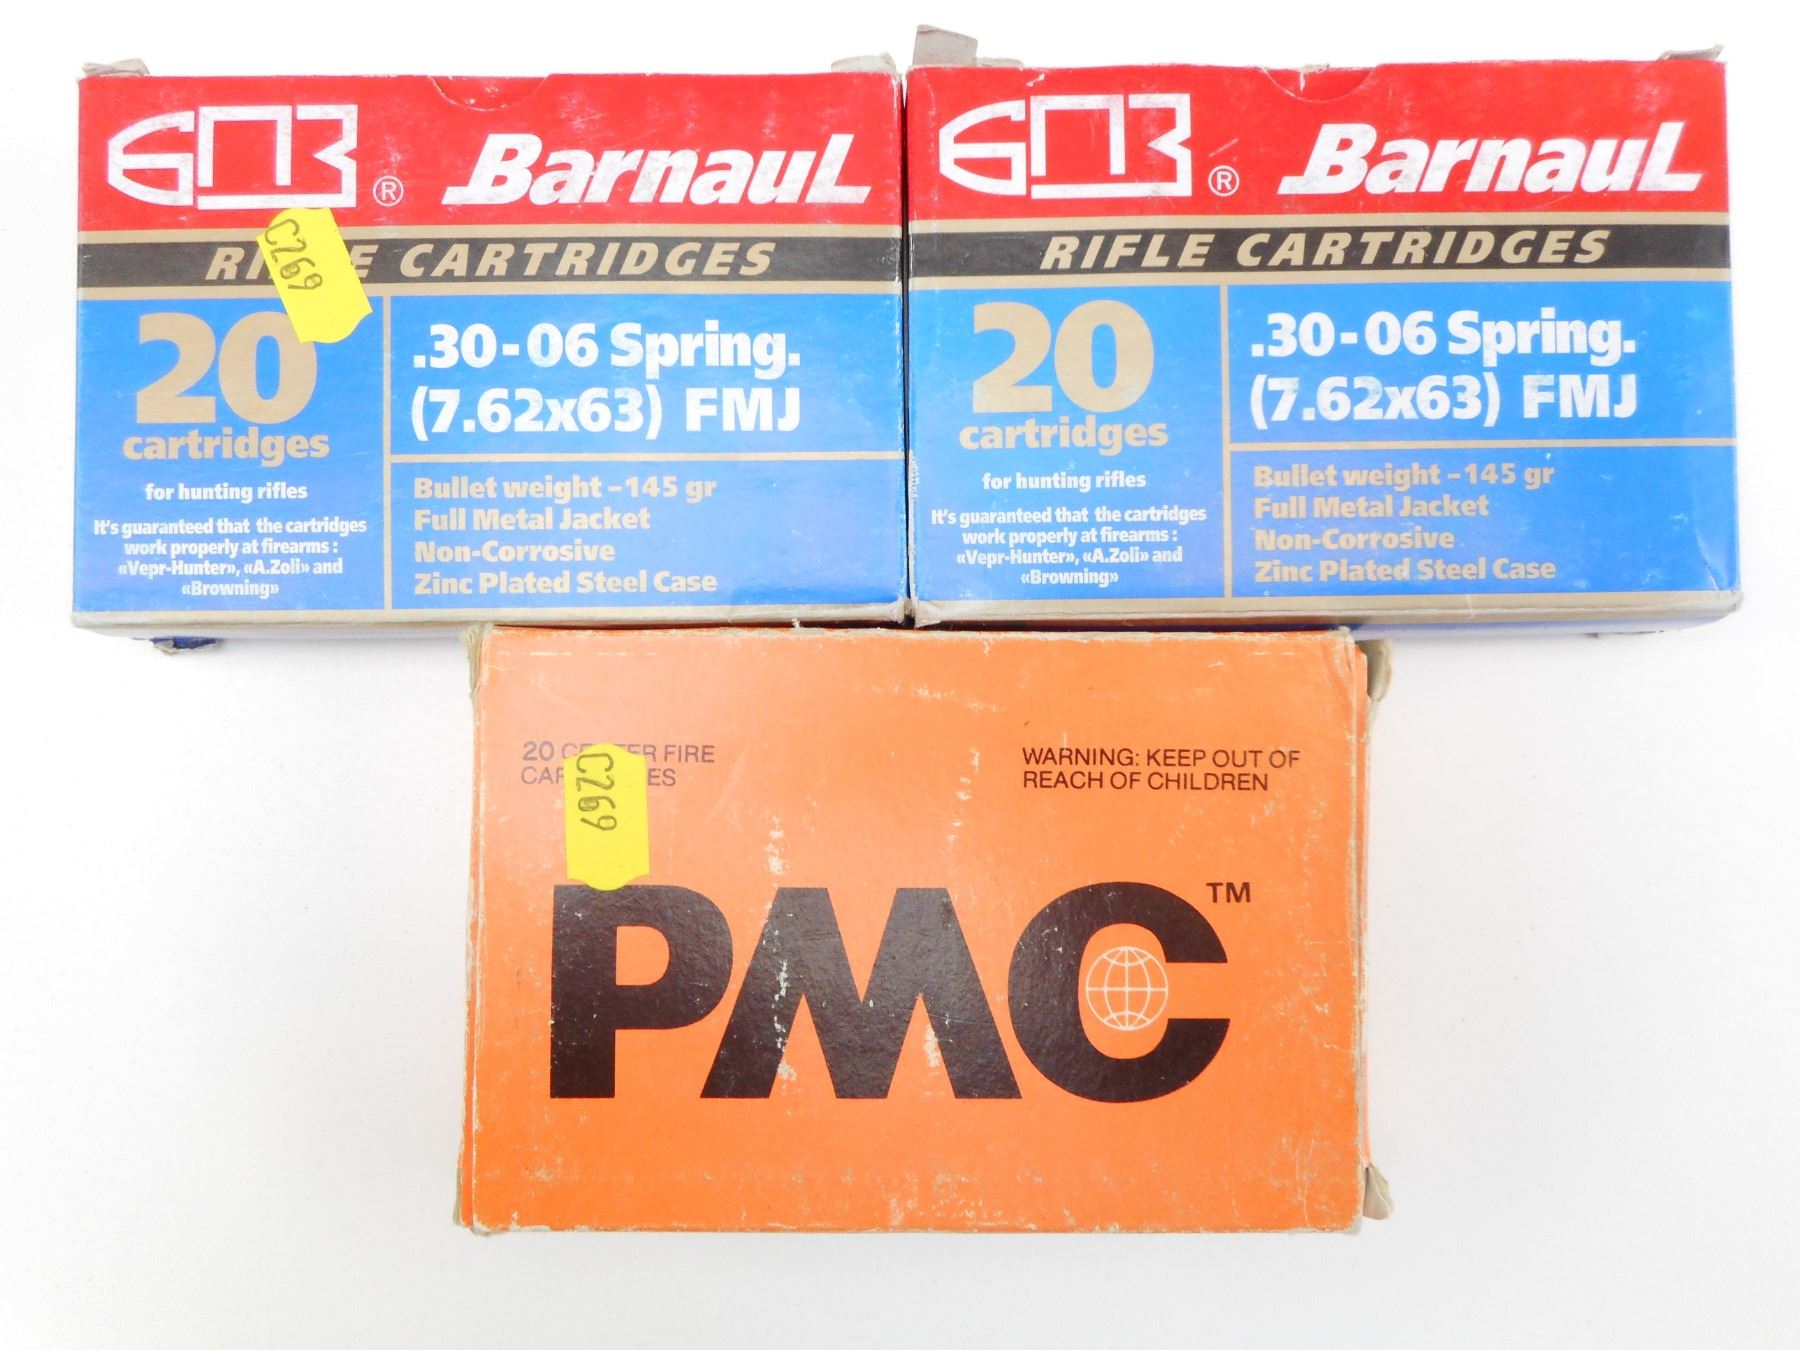 БПЗ ® Barnaul
RIFLE CARTRIDGES
C269
20
cartridges
for hunting rifles
It's guaranteed that the cartridges
work properly at firearms :
«Vepr-Hunter», «A.Zoli» and
«Browning»
.30-06 Spring.
(7.62x63) FMJ
Bullet weight – 145 gr
Full Metal Jacket
Non-Corrosive
Zinc Plated Steel Case
БПЗ ® Barnaul
RIFLE CARTRIDGES
20
cartridges
for hunting rifles
It's guaranteed that the cartridges
work properly at firearms :
«Vepr-Hunter», «A.Zoli» and
«Browning»
.30-06 Spring.
(7.62x63) FMJ
Bullet weight – 145 gr
Full Metal Jacket
Non-Corrosive
Zinc Plated Steel Case
20 CENTER FIRE
CARTRIDGES
C269
WARNING: KEEP OUT OF
REACH OF CHILDREN
PMC TM